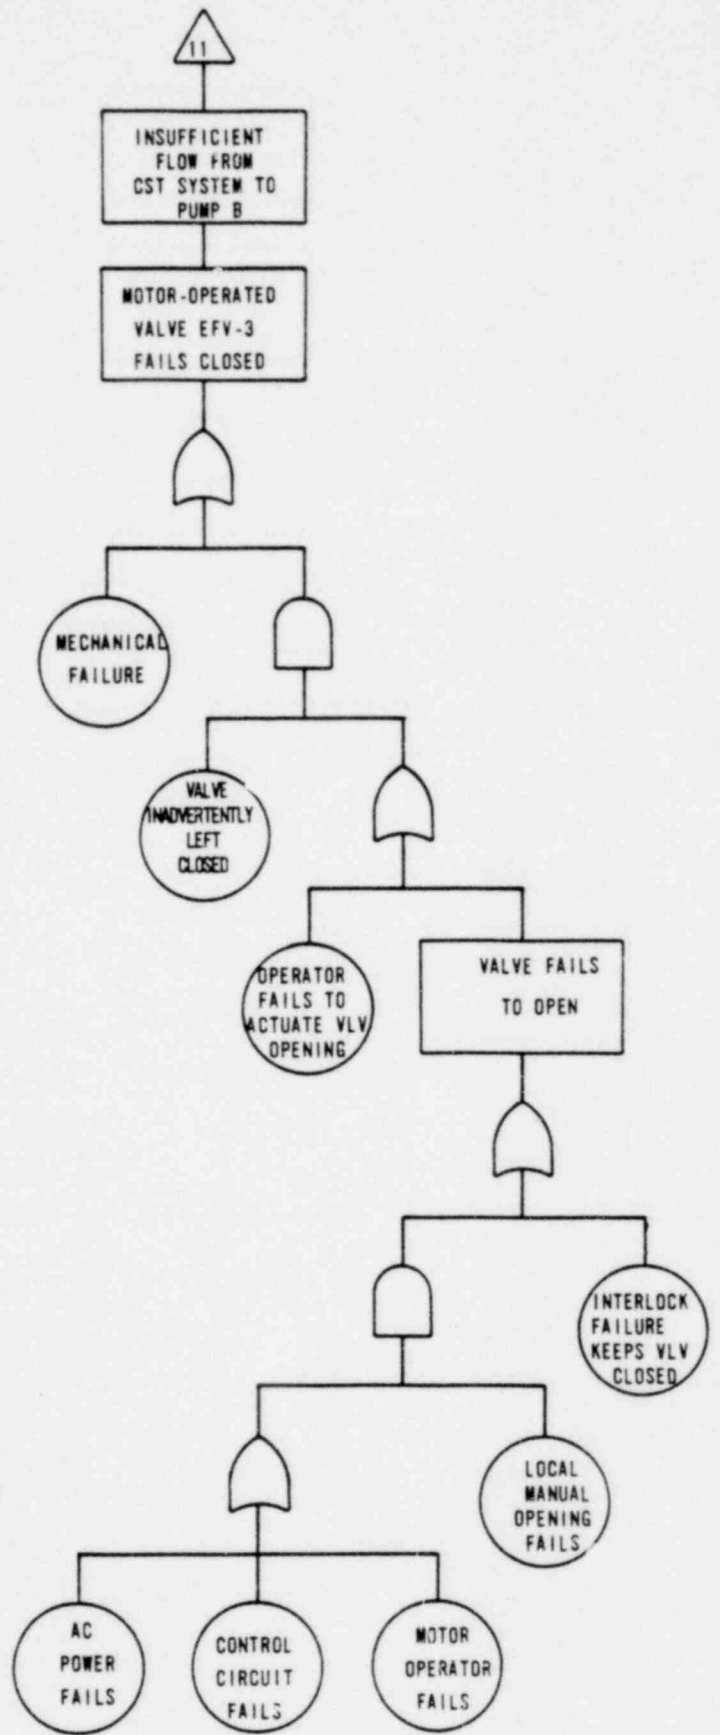 11
INSUFFICIENT
FLOW FROM
CST SYSTEM TO
PUMP B
MOTOR-OPERATED
VALVE EFV-3
FAILS CLOSED
MECHANICAL
FAILURE
VALVE
INADVERTENTLY
LEFT
CLOSED
OPERATOR
FAILS TO
ACTUATE VLV
OPENING
VALVE FAILS
TO OPEN
INTERLOCK
FAILURE
KEEPS VLV
CLOSED
LOCAL
MANUAL
OPENING
FAILS
AC
POWER
FAILS
CONTROL
CIRCUIT
FAILS
MOTOR
OPERATOR
FAILS